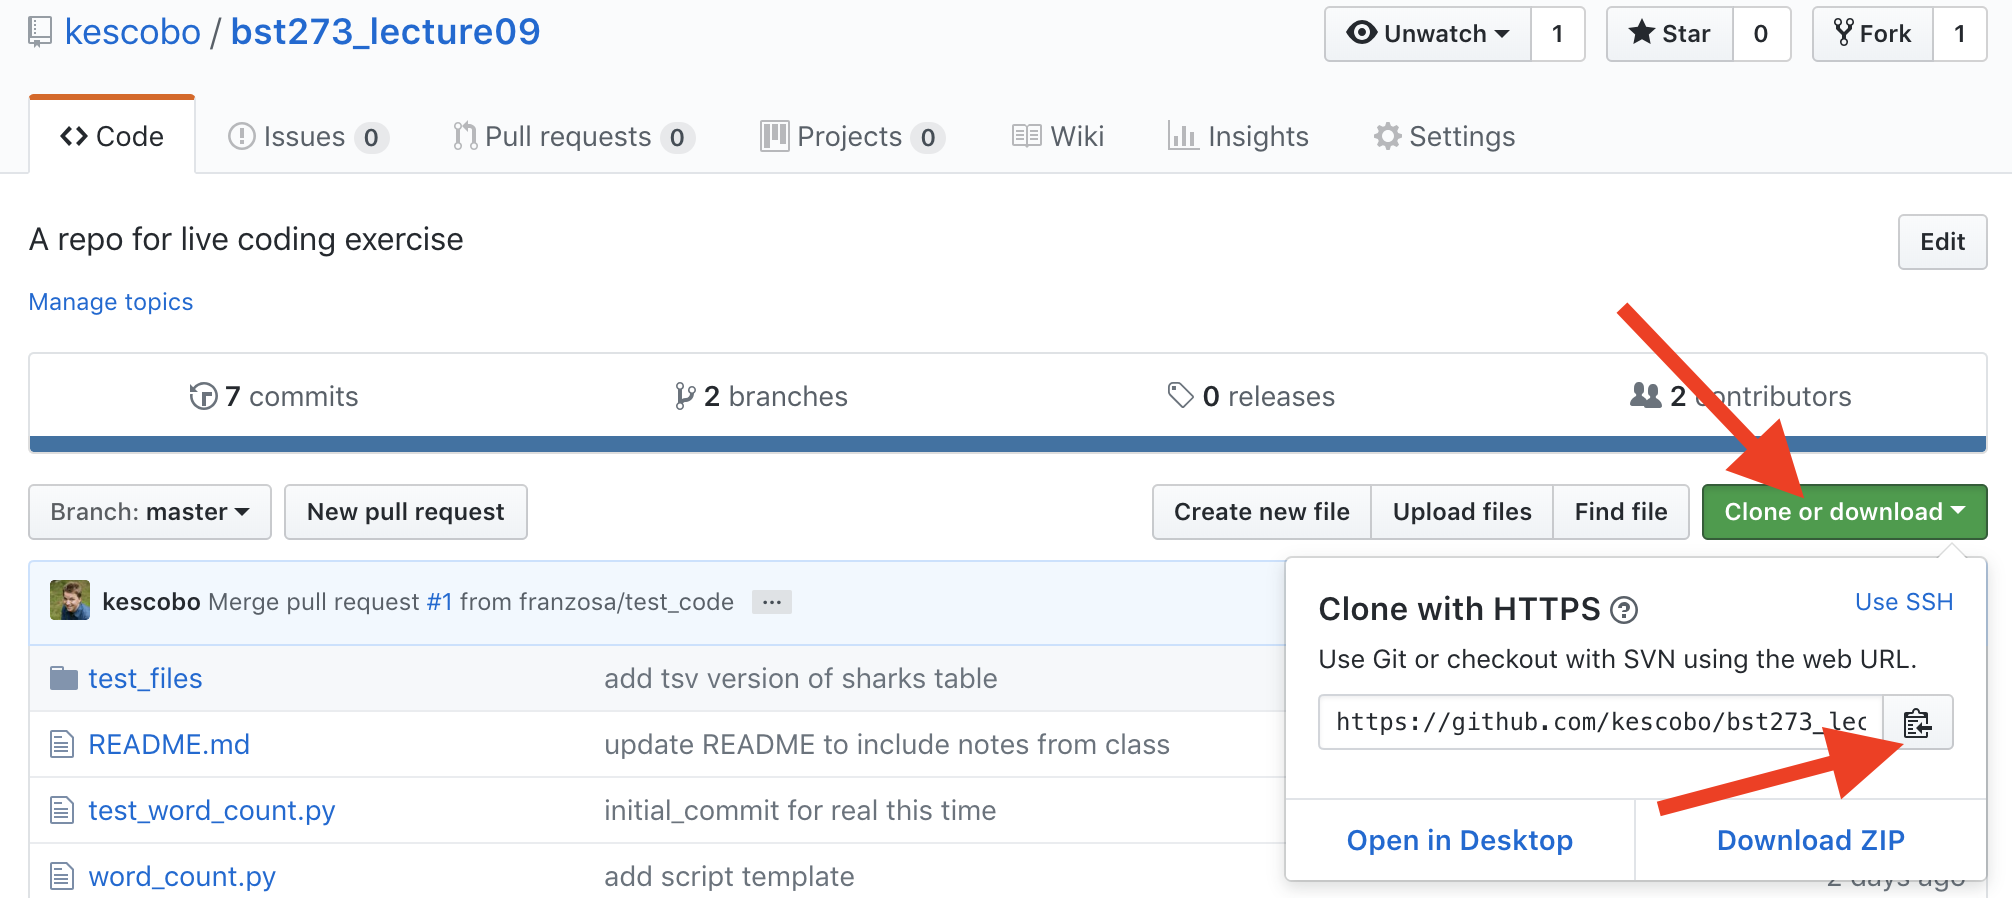 kescobo / bst273_lecture09
Unwatch 1 Star 0 Fork 1
Code Issues 0 Pull requests 0 Projects 0 Wiki Insights Settings
A repo for live coding exercise
Edit
Manage topics
7 commits 2 branches 0 releases 2 contributors
Branch: master New pull request Create new file Upload files Find file Clone or download
kescobo Merge pull request #1 from franzosa/test_code ...
Clone with HTTPS Use SSH
Use Git or checkout with SVN using the web URL.
https://github.com/kescobo/bst273_lec
Open in Desktop Download ZIP
test_files add tsv version of sharks table
README.md update README to include notes from class
test_word_count.py initial_commit for real this time
word_count.py add script template 2 days ago